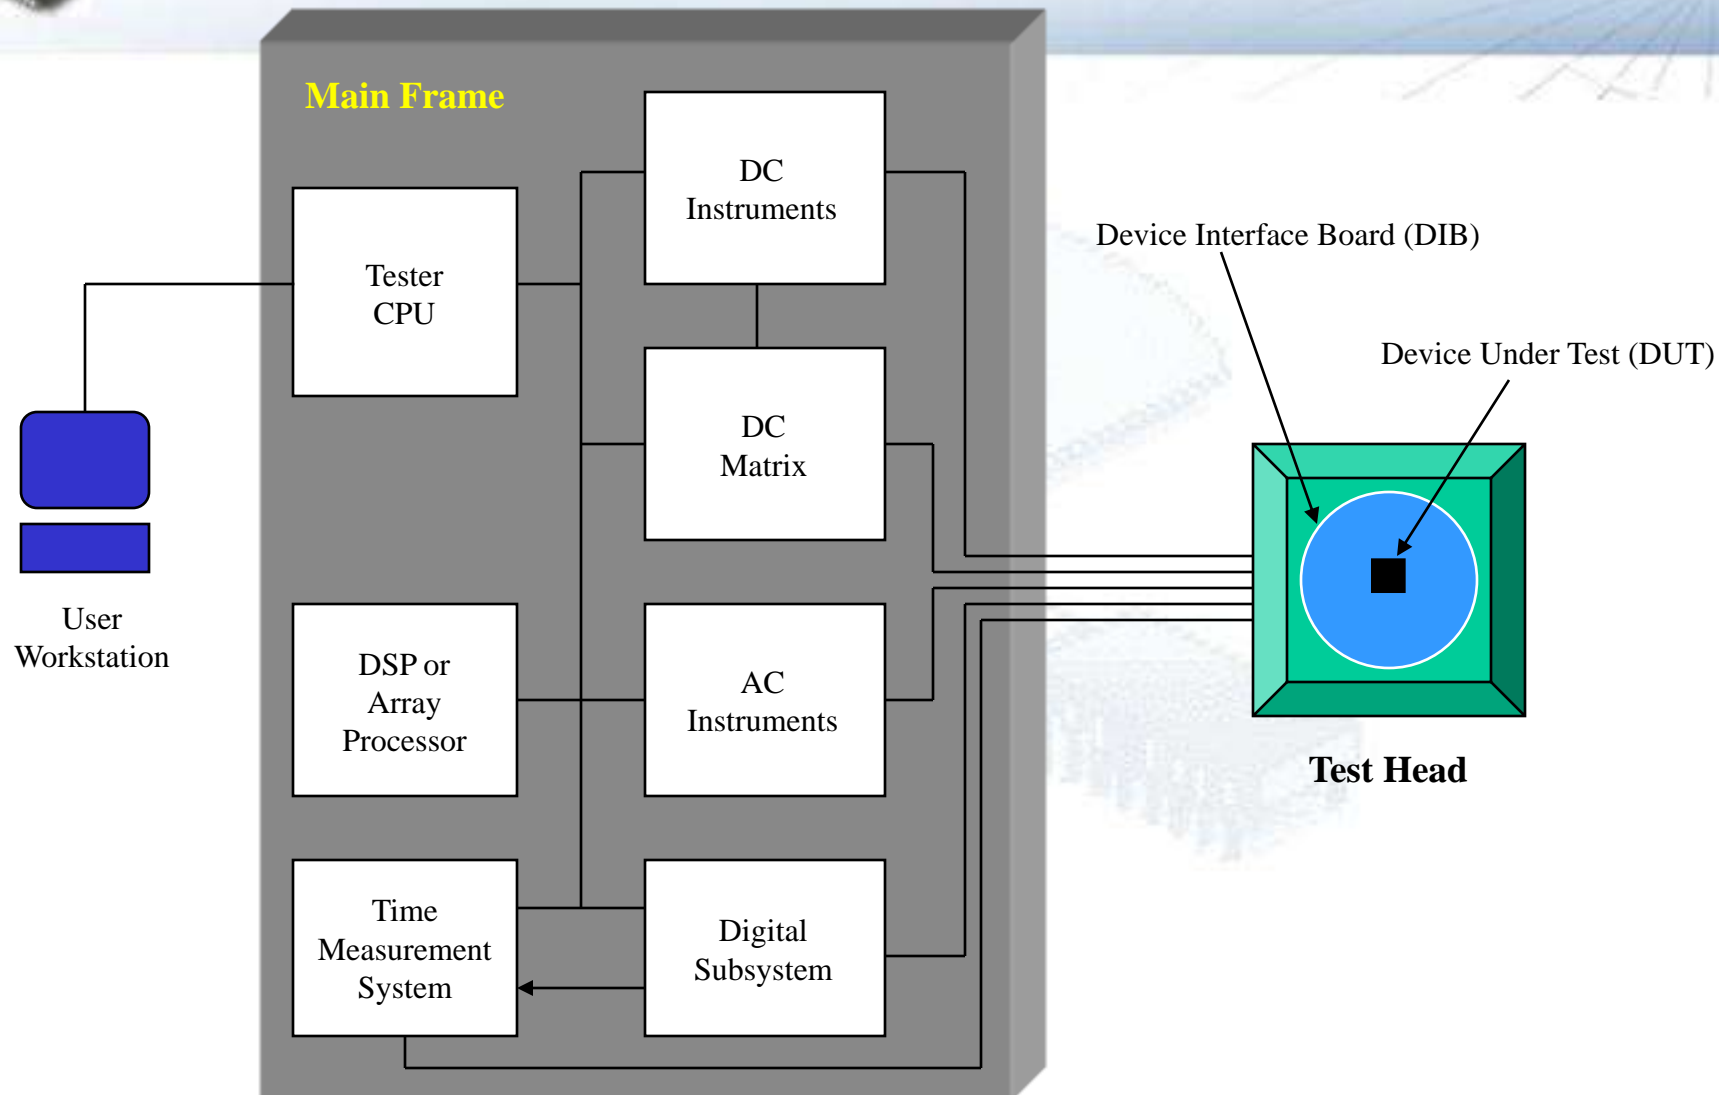 Main Frame
DC
Instruments
Tester
CPU
Device Interface Board (DIB)
Device Under Test (DUT)
DC
Matrix
User
Workstation
DSP or
Array
Processor
AC
Instruments
Test Head
Time
Measurement
System
Digital
Subsystem